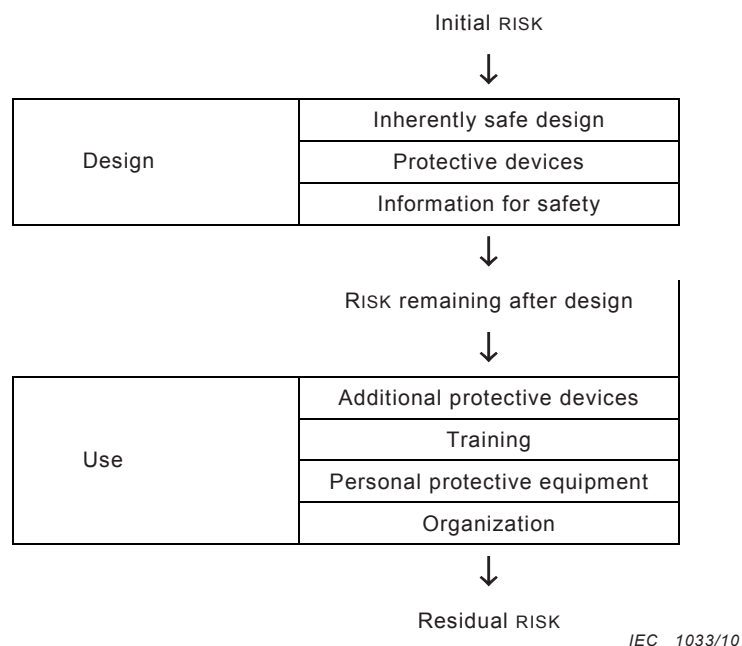 Initial RISK
↓
Inherently safe design
Design
Protective devices
Information for safety
↓
RISK remaining after design
↓
Additional protective devices
Training
Use
Personal protective equipment
Organization
↓
Residual RISK
IEC 1033/10